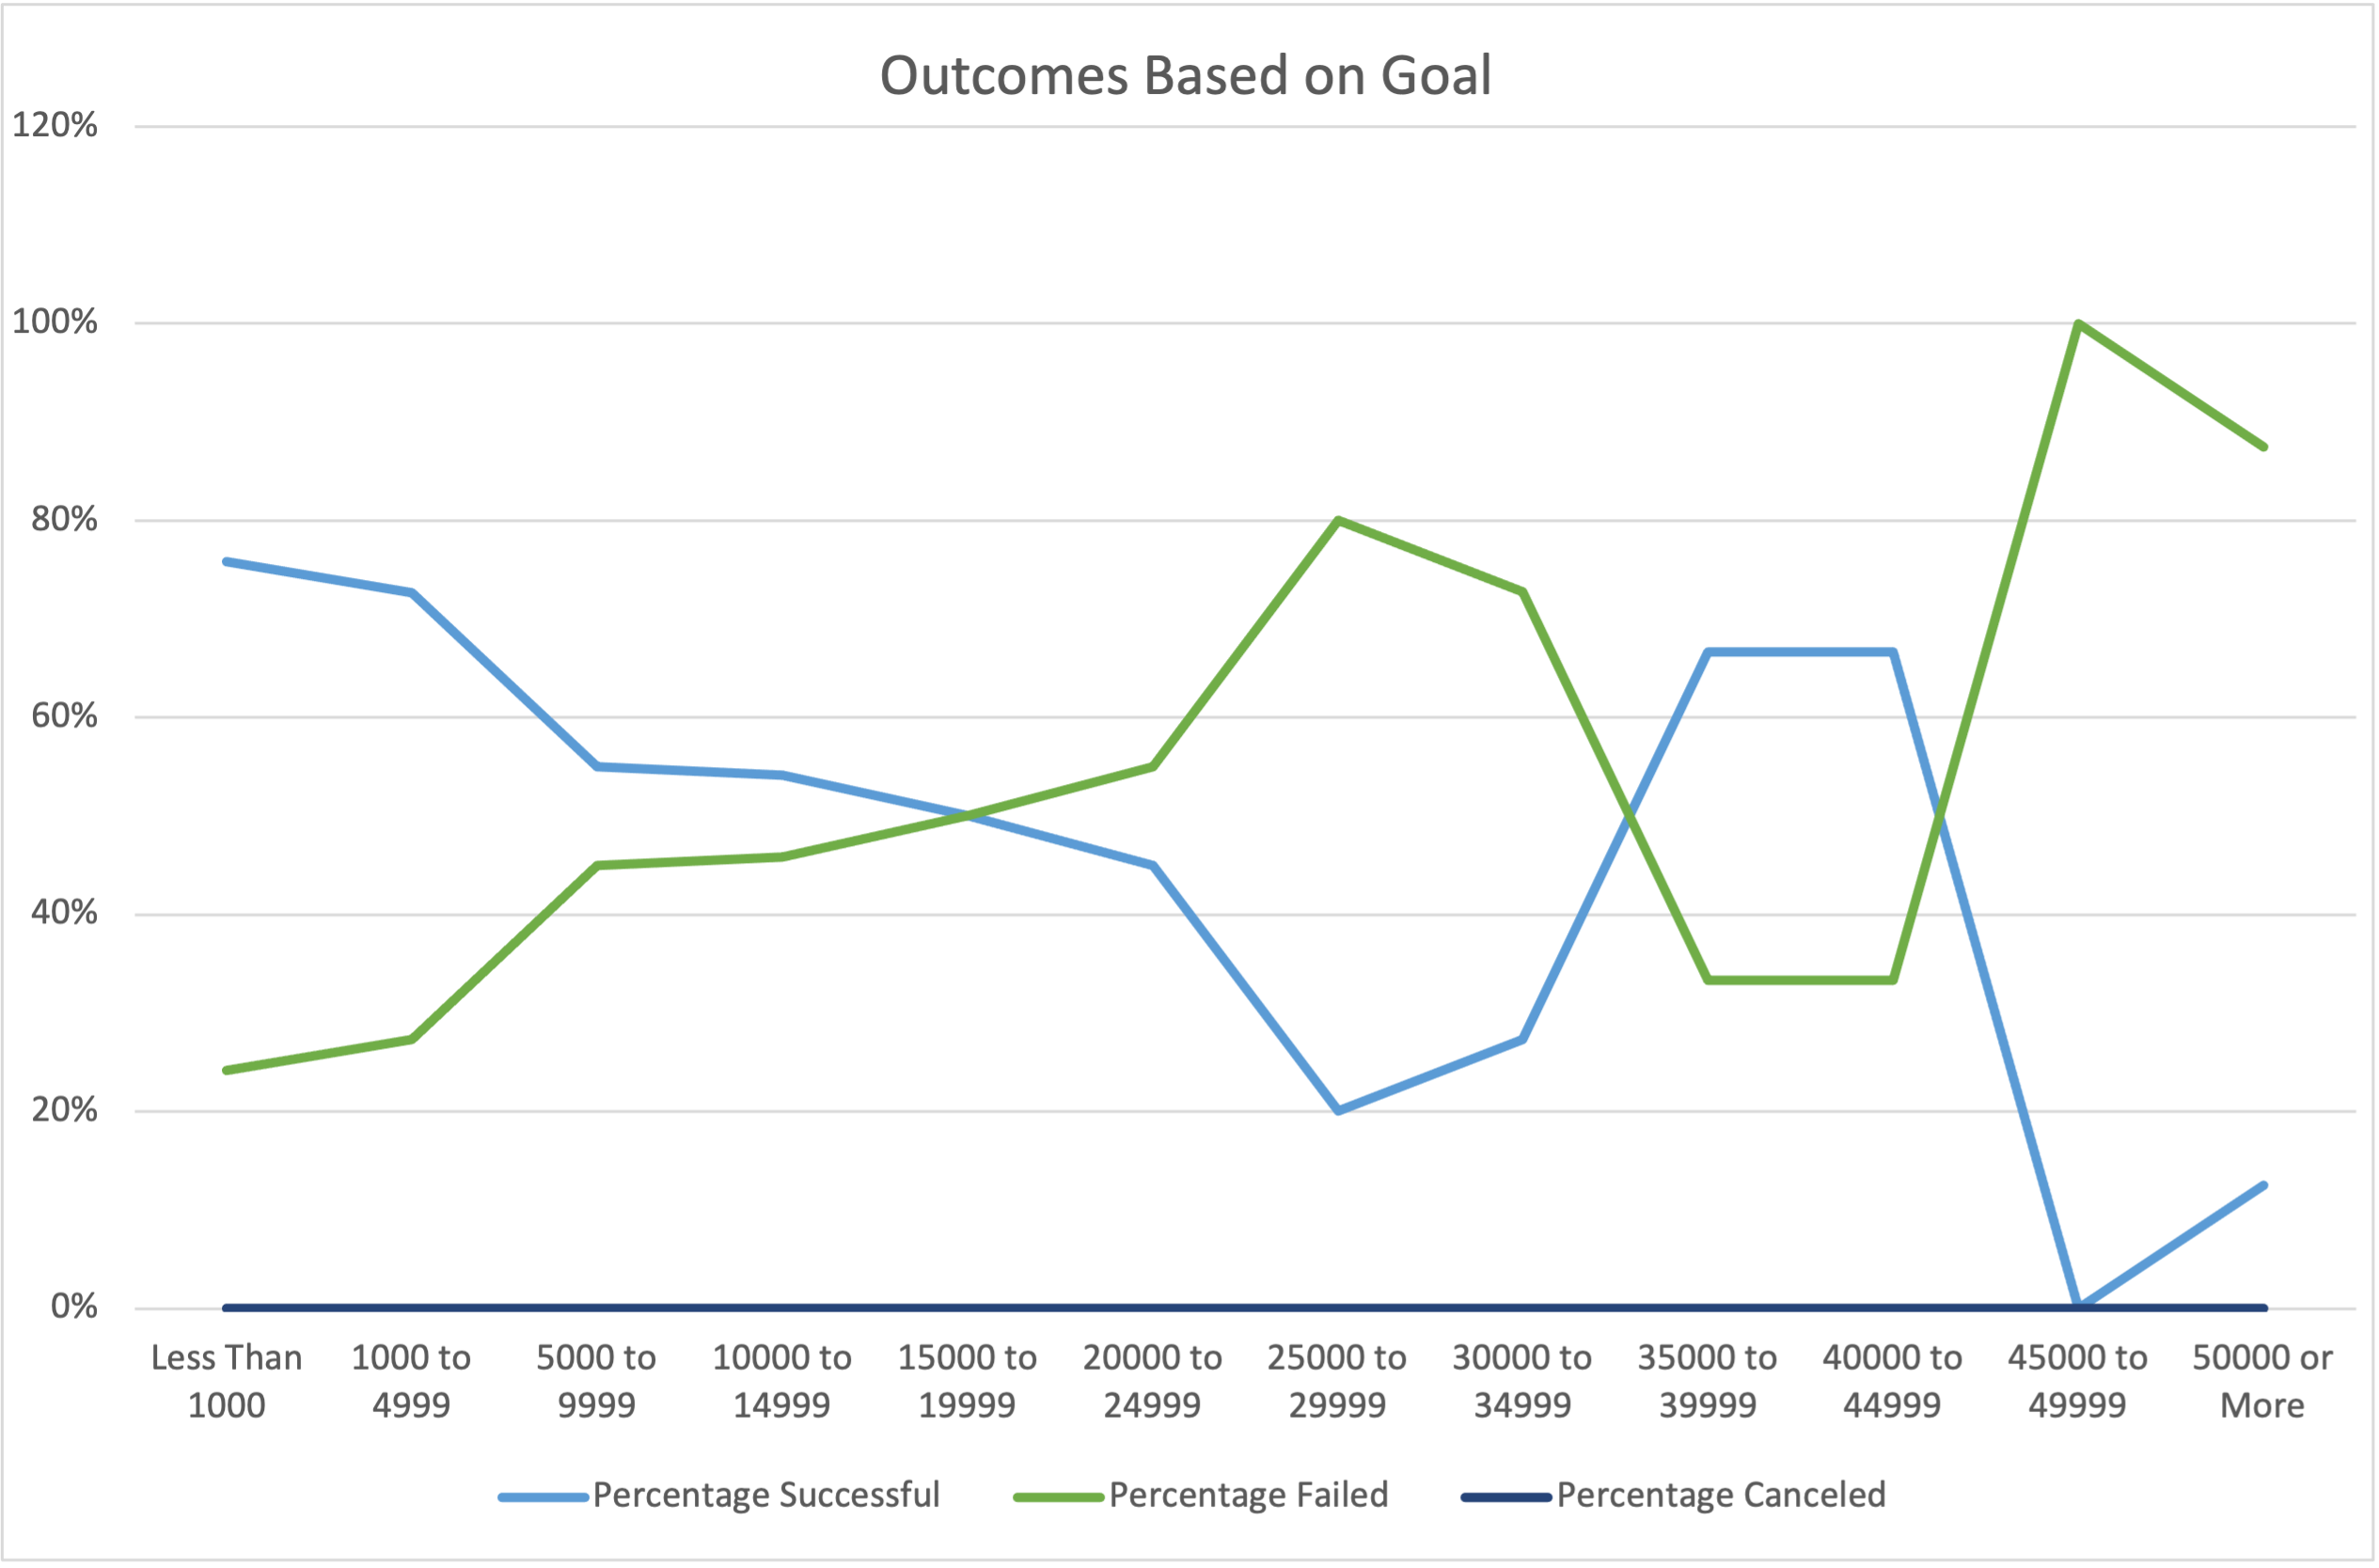 Outcomes Based on Goal
120%
100%
80%
60%
40%
20%
0%
Less Than 1000 to 5000 to 10000 to 15000 to 20000 to 25000 to 30000 to 35000 to 40000 to 45000 to 50000 or
1000 4999 9999 14999 19999 24999 29999 34999 39999 44999 49999 More
Percentage Successful Percentage Failed Percentage Canceled